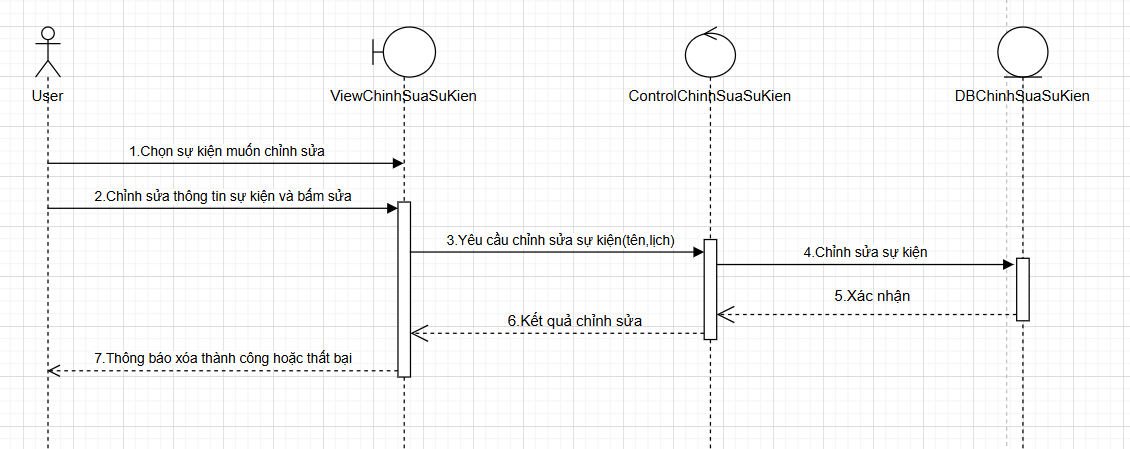 User
ViewChinhSuaSuKien
ControlChinhSuaSuKien
DBChinhSuaSuKien
1.Chọn sự kiện muốn chỉnh sửa
2.Chỉnh sửa thông tin sự kiện và bấm sửa
3.Yêu cầu chỉnh sửa sự kiện(tên,lịch)
4.Chỉnh sửa sự kiện
5.Xác nhận
6.Kết quả chỉnh sửa
7.Thông báo xóa thành công hoặc thất bại